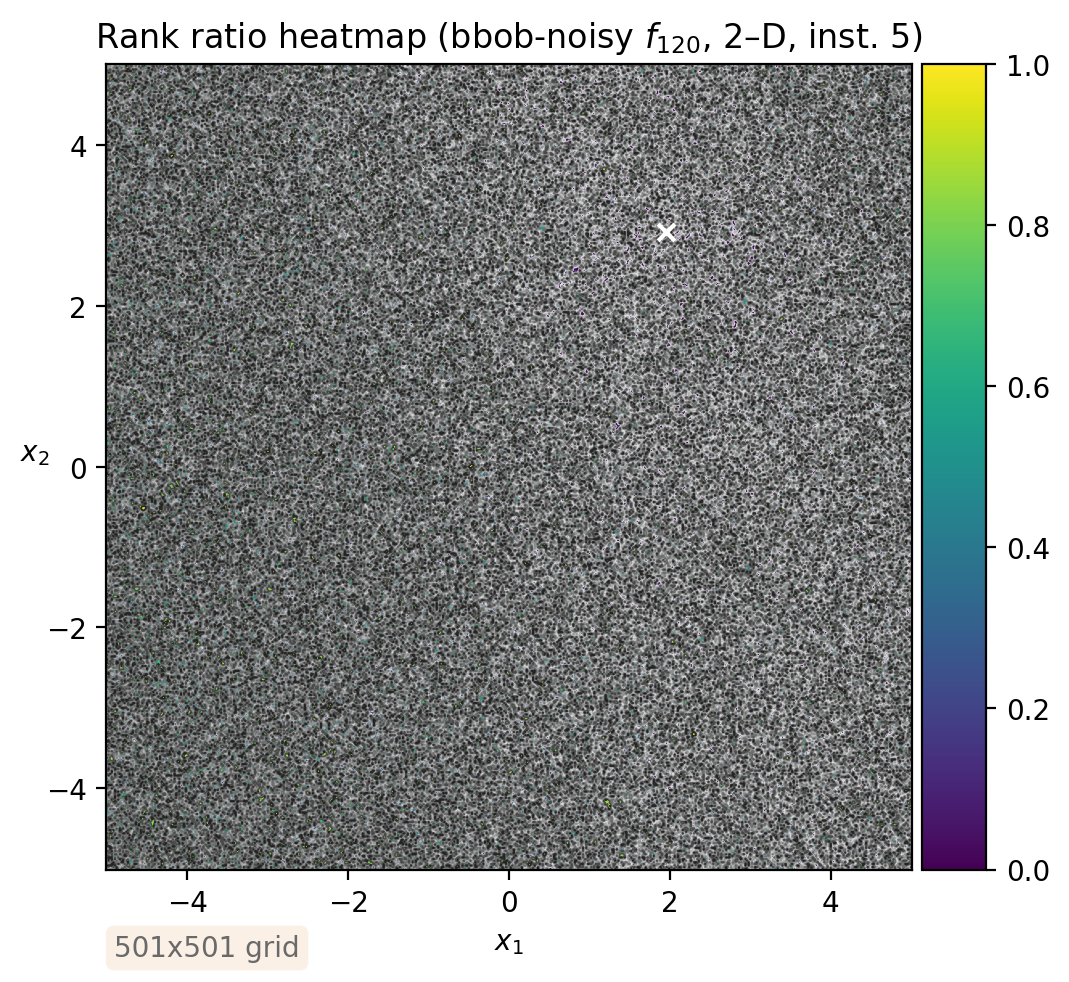 Rank ratio heatmap (bbob-noisy f₁₂₀, 2–D, inst. 5)
1.0
0.8
0.6
0.4
0.2
0.0
4
2
0
−2
−4
x₂
−4 −2 0 2 4
x₁
501x501 grid